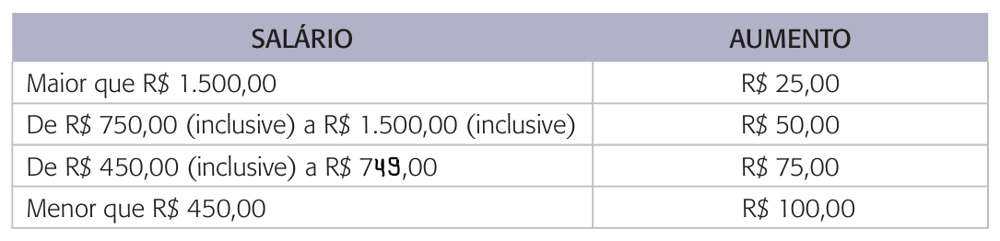 SALÁRIO AUMENTO
Maior que R$ 1.500,00 R$ 25,00
De R$ 750,00 (inclusive) a R$ 1.500,00 (inclusive) R$ 50,00
De R$ 450,00 (inclusive) a R$ 749,00 R$ 75,00
Menor que R$ 450,00 R$ 100,00